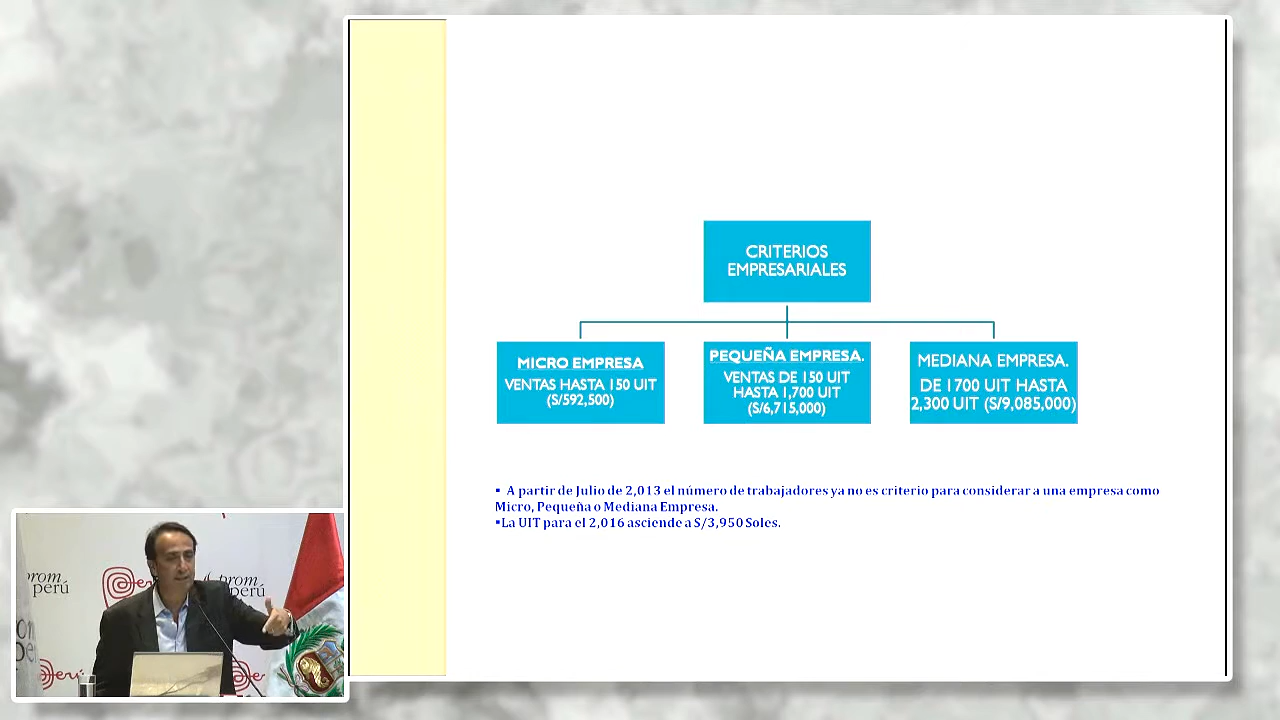 CRITERIOS
EMPRESARIALES
MICRO EMPRESA
VENTAS HASTA 150 UIT
(S/592,500)
PEQUEÑA EMPRESA.
VENTAS DE 150 UIT
HASTA 1,700 UIT
(S/6,715,000)
MEDIANA EMPRESA.
DE 1700 UIT HASTA
2,300 UIT (S/9,085,000)
▪ A partir de Julio de 2,013 el número de trabajadores ya no es criterio para considerar a una empresa como
Micro, Pequeña o Mediana Empresa.
▪La UIT para el 2,016 asciende a S/3,950 Soles.
prom
perú
prom
perú